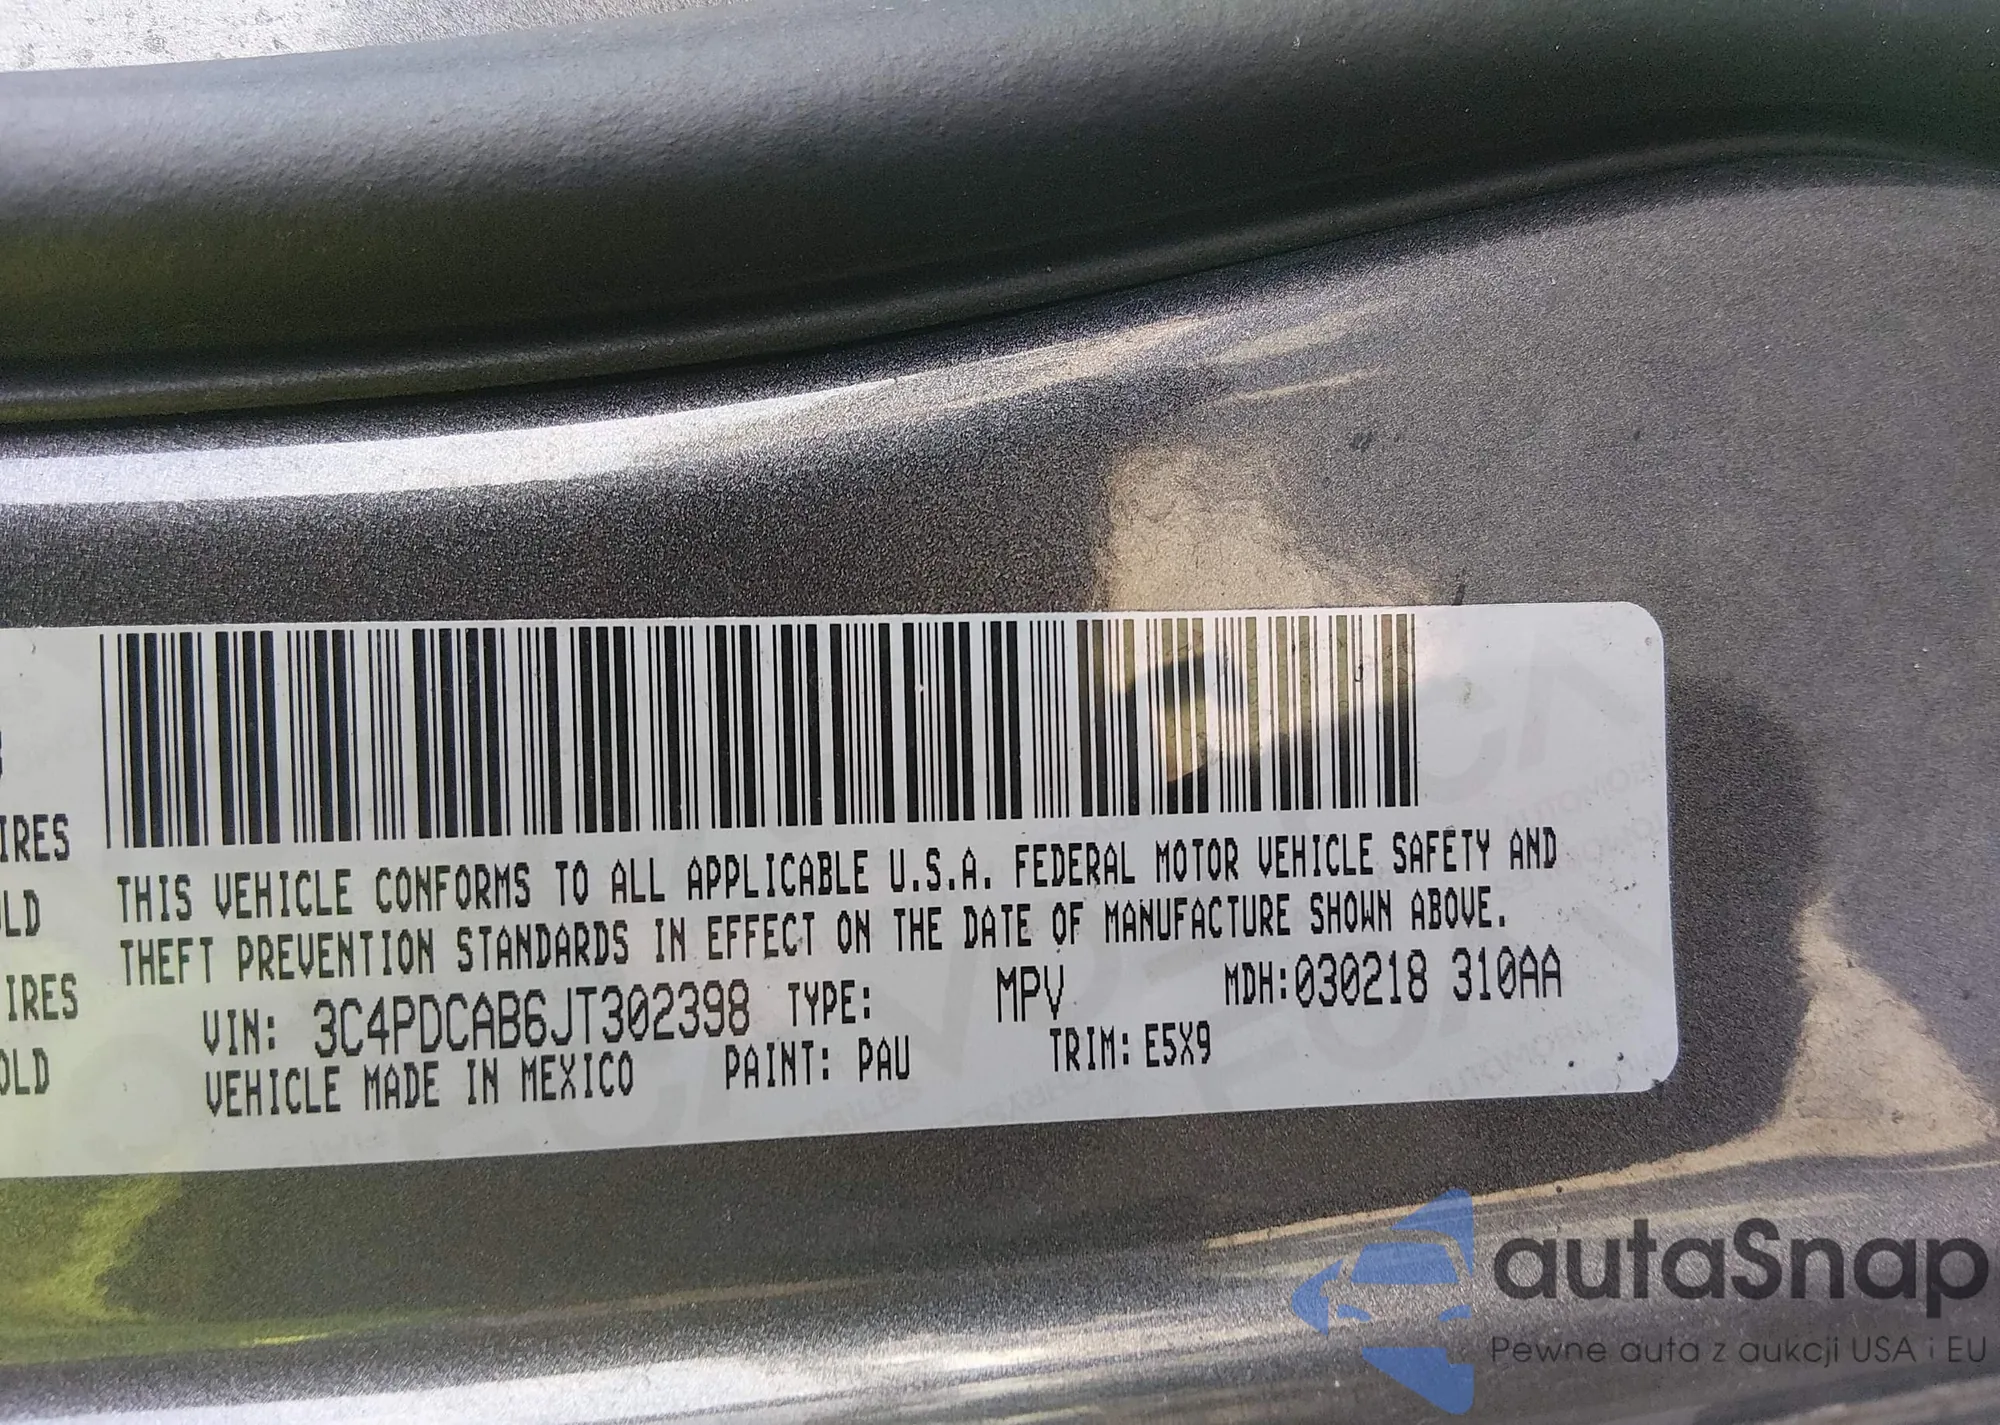 IRES
OLD
IRES
OLD
THIS VEHICLE CONFORMS TO ALL APPLICABLE U.S.A. FEDERAL MOTOR VEHICLE SAFETY AND
THEFT PREVENTION STANDARDS IN EFFECT ON THE DATE OF MANUFACTURE SHOWN ABOVE.
VIN: 3C4PDCAB6JT302398 TYPE: MPV MDH:030218 310AA
VEHICLE MADE IN MEXICO PAINT: PAU TRIM: E5X9
autaSnap
Pewne auta z aukcji USA i EU